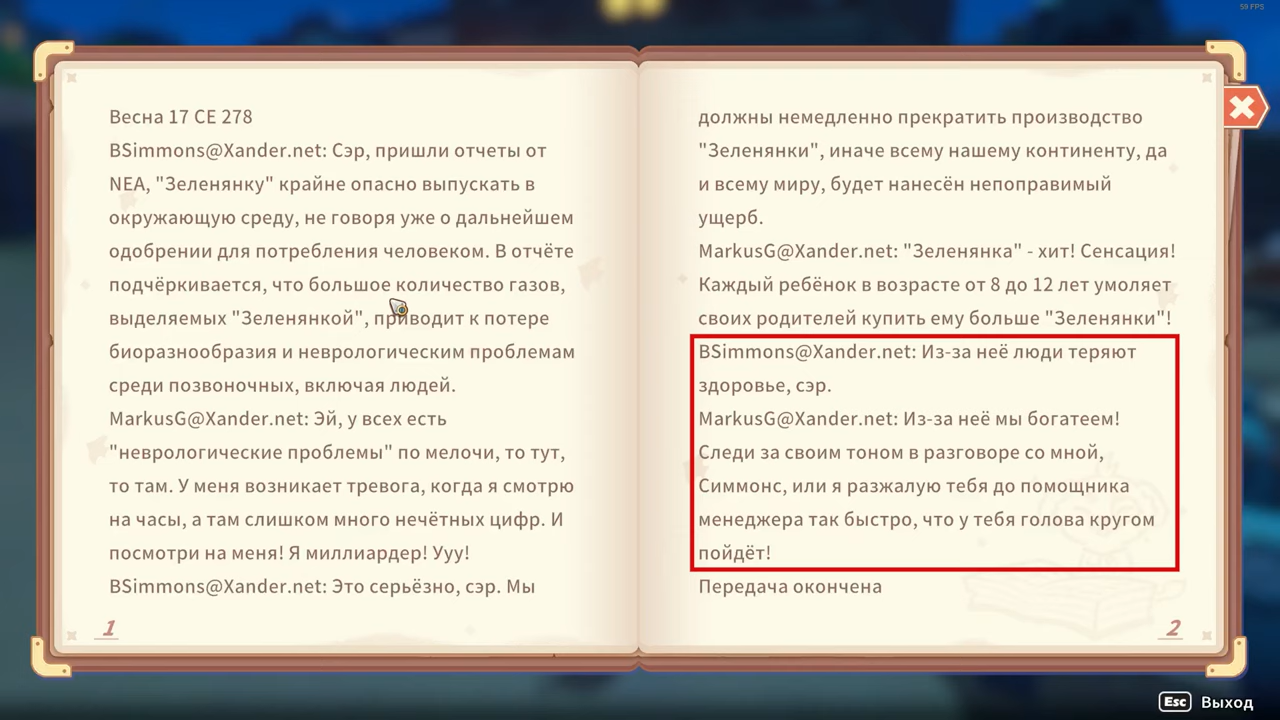 59 FPS
Весна 17 CE 278
BSimmons@Xander.net: Сэр, пришли отчеты от
NEA, "Зеленянку" крайне опасно выпускать в
окружающую среду, не говоря уже о дальнейшем
одобрении для потребления человеком. В отчёте
подчёркивается, что большое количество газов,
выделяемых "Зеленянкой", приводит к потере
биоразнообразия и неврологическим проблемам
среди позвоночных, включая людей.
MarkusG@Xander.net: Эй, у всех есть
"неврологические проблемы" по мелочи, то тут,
то там. У меня возникает тревога, когда я смотрю
на часы, а там слишком много нечётных цифр. И
посмотри на меня! Я миллиардер! Ууу!
BSimmons@Xander.net: Это серьёзно, сэр. Мы
1
должны немедленно прекратить производство
"Зеленянки", иначе всему нашему континенту, да
и всему миру, будет нанесён непоправимый
ущерб.
MarkusG@Xander.net: "Зеленянка" - хит! Сенсация!
Каждый ребёнок в возрасте от 8 до 12 лет умоляет
своих родителей купить ему больше "Зеленянки"!
BSimmons@Xander.net: Из-за неё люди теряют
здоровье, сэр.
MarkusG@Xander.net: Из-за неё мы богатеем!
Следи за своим тоном в разговоре со мной,
Симмонс, или я разжалую тебя до помощника
менеджера так быстро, что у тебя голова кругом
пойдёт!
Передача окончена
2
Esc Выход